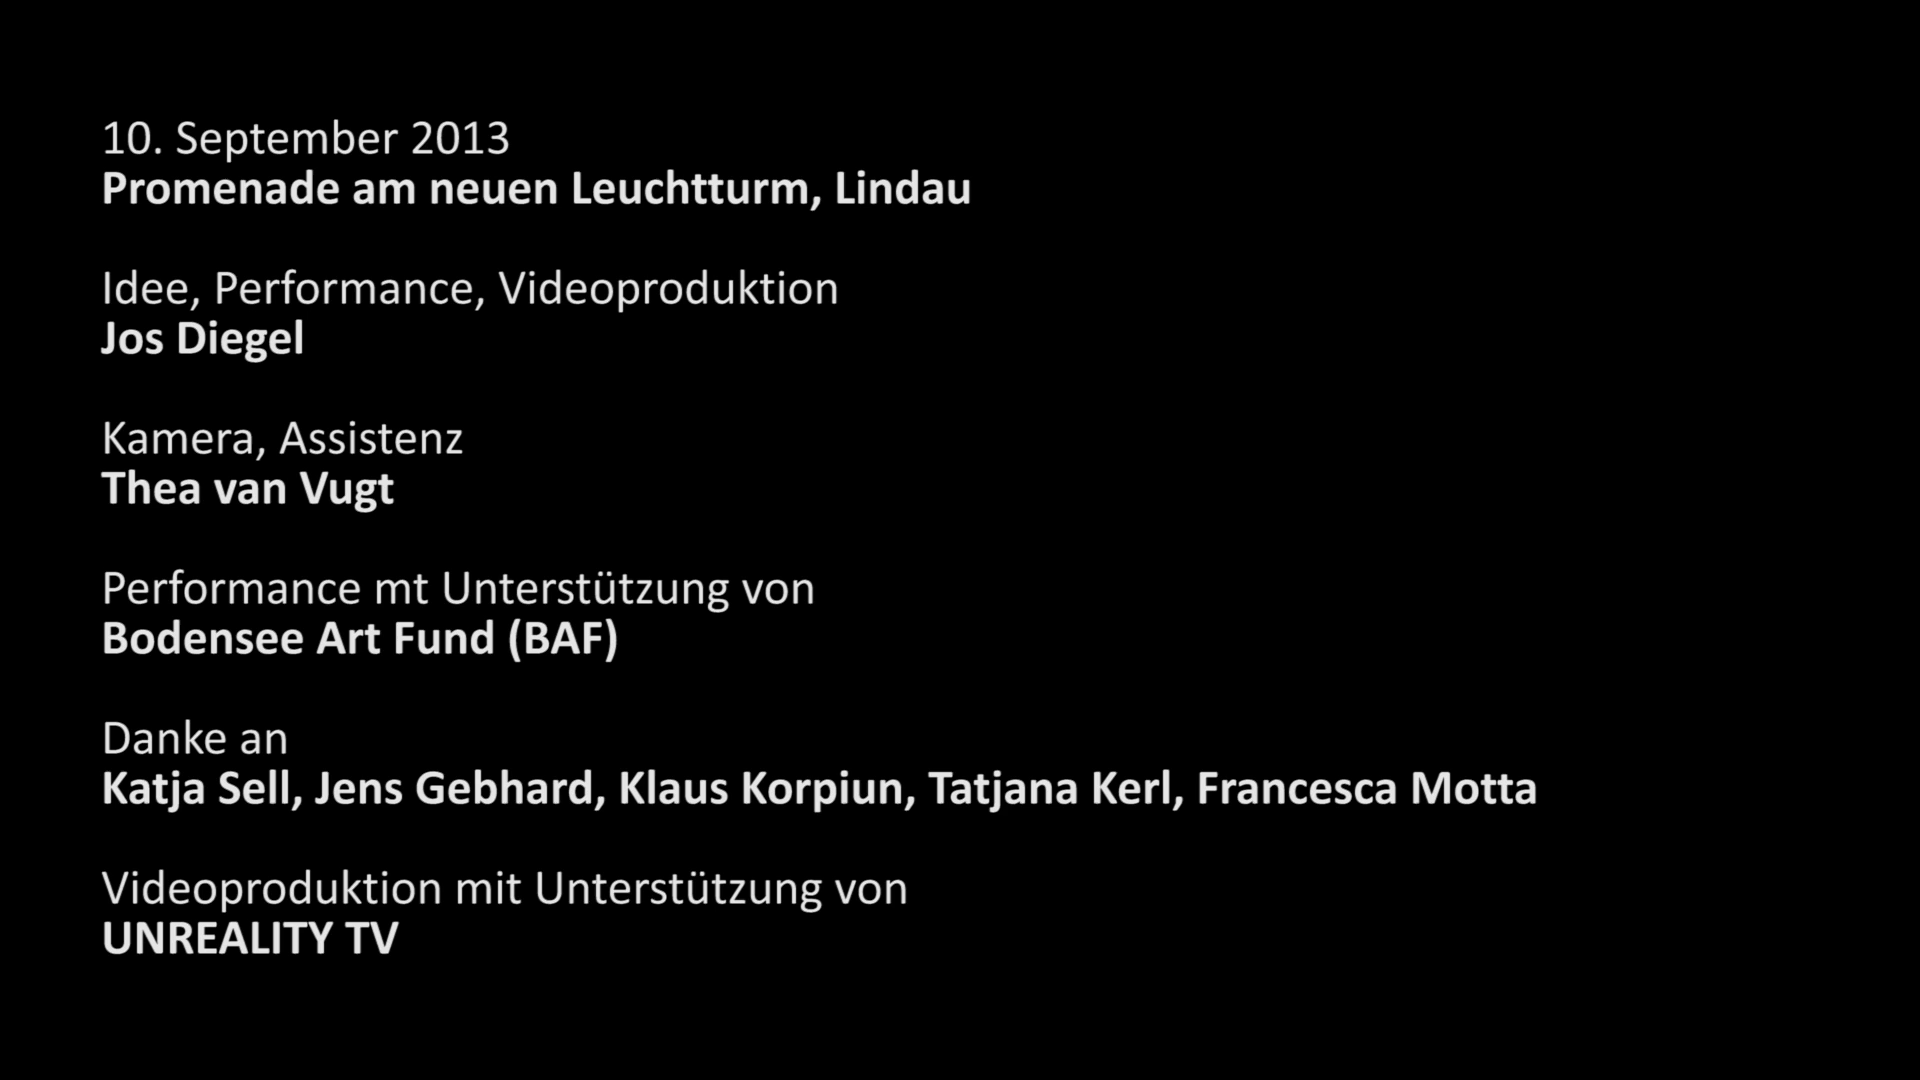 10. September 2013
Promenade am neuen Leuchtturm, Lindau
Idee, Performance, Videoproduktion
Jos Diegel
Kamera, Assistenz
Thea van Vugt
Performance mt Unterstützung von
Bodensee Art Fund (BAF)
Danke an
Katja Sell, Jens Gebhard, Klaus Korpiun, Tatjana Kerl, Francesca Motta
Videoproduktion mit Unterstützung von
UNREALITY TV